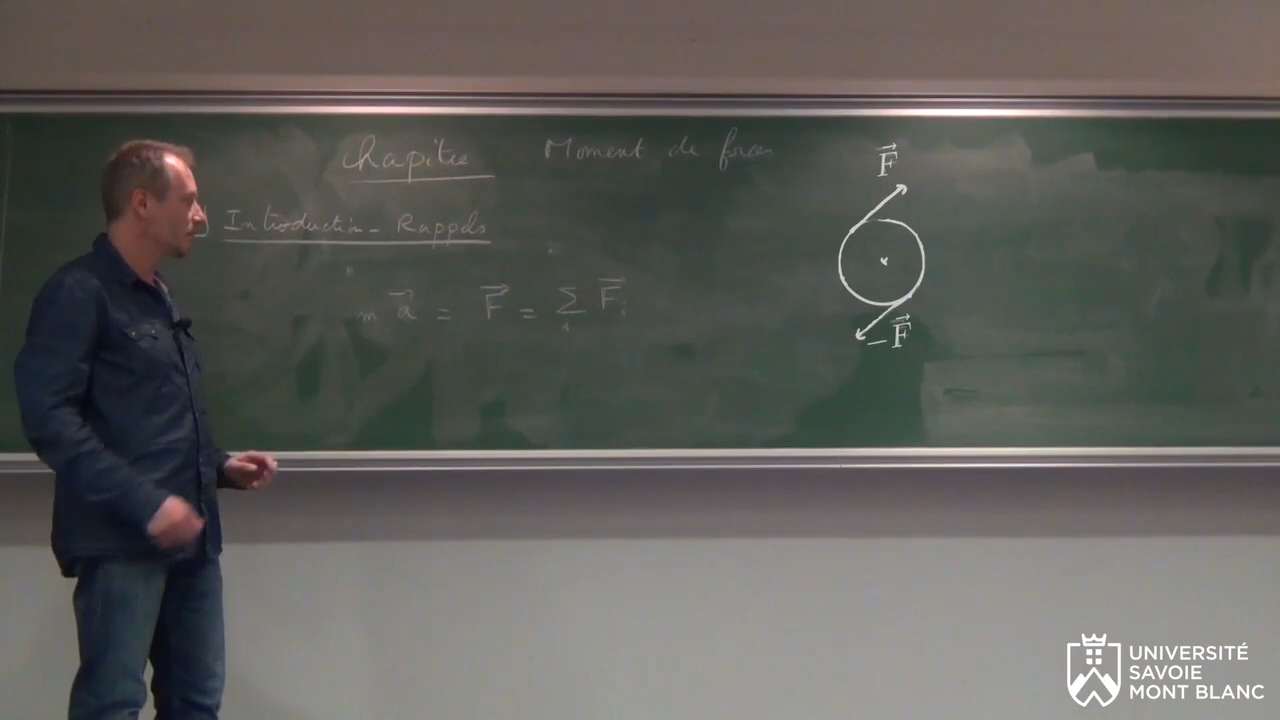 Chapitre Moment de forces
) Introduction - Rappels
m a⃗ = F⃗ = ∑ᵢ F⃗ᵢ
F⃗
-F⃗
UNIVERSITÉ
SAVOIE
MONT BLANC